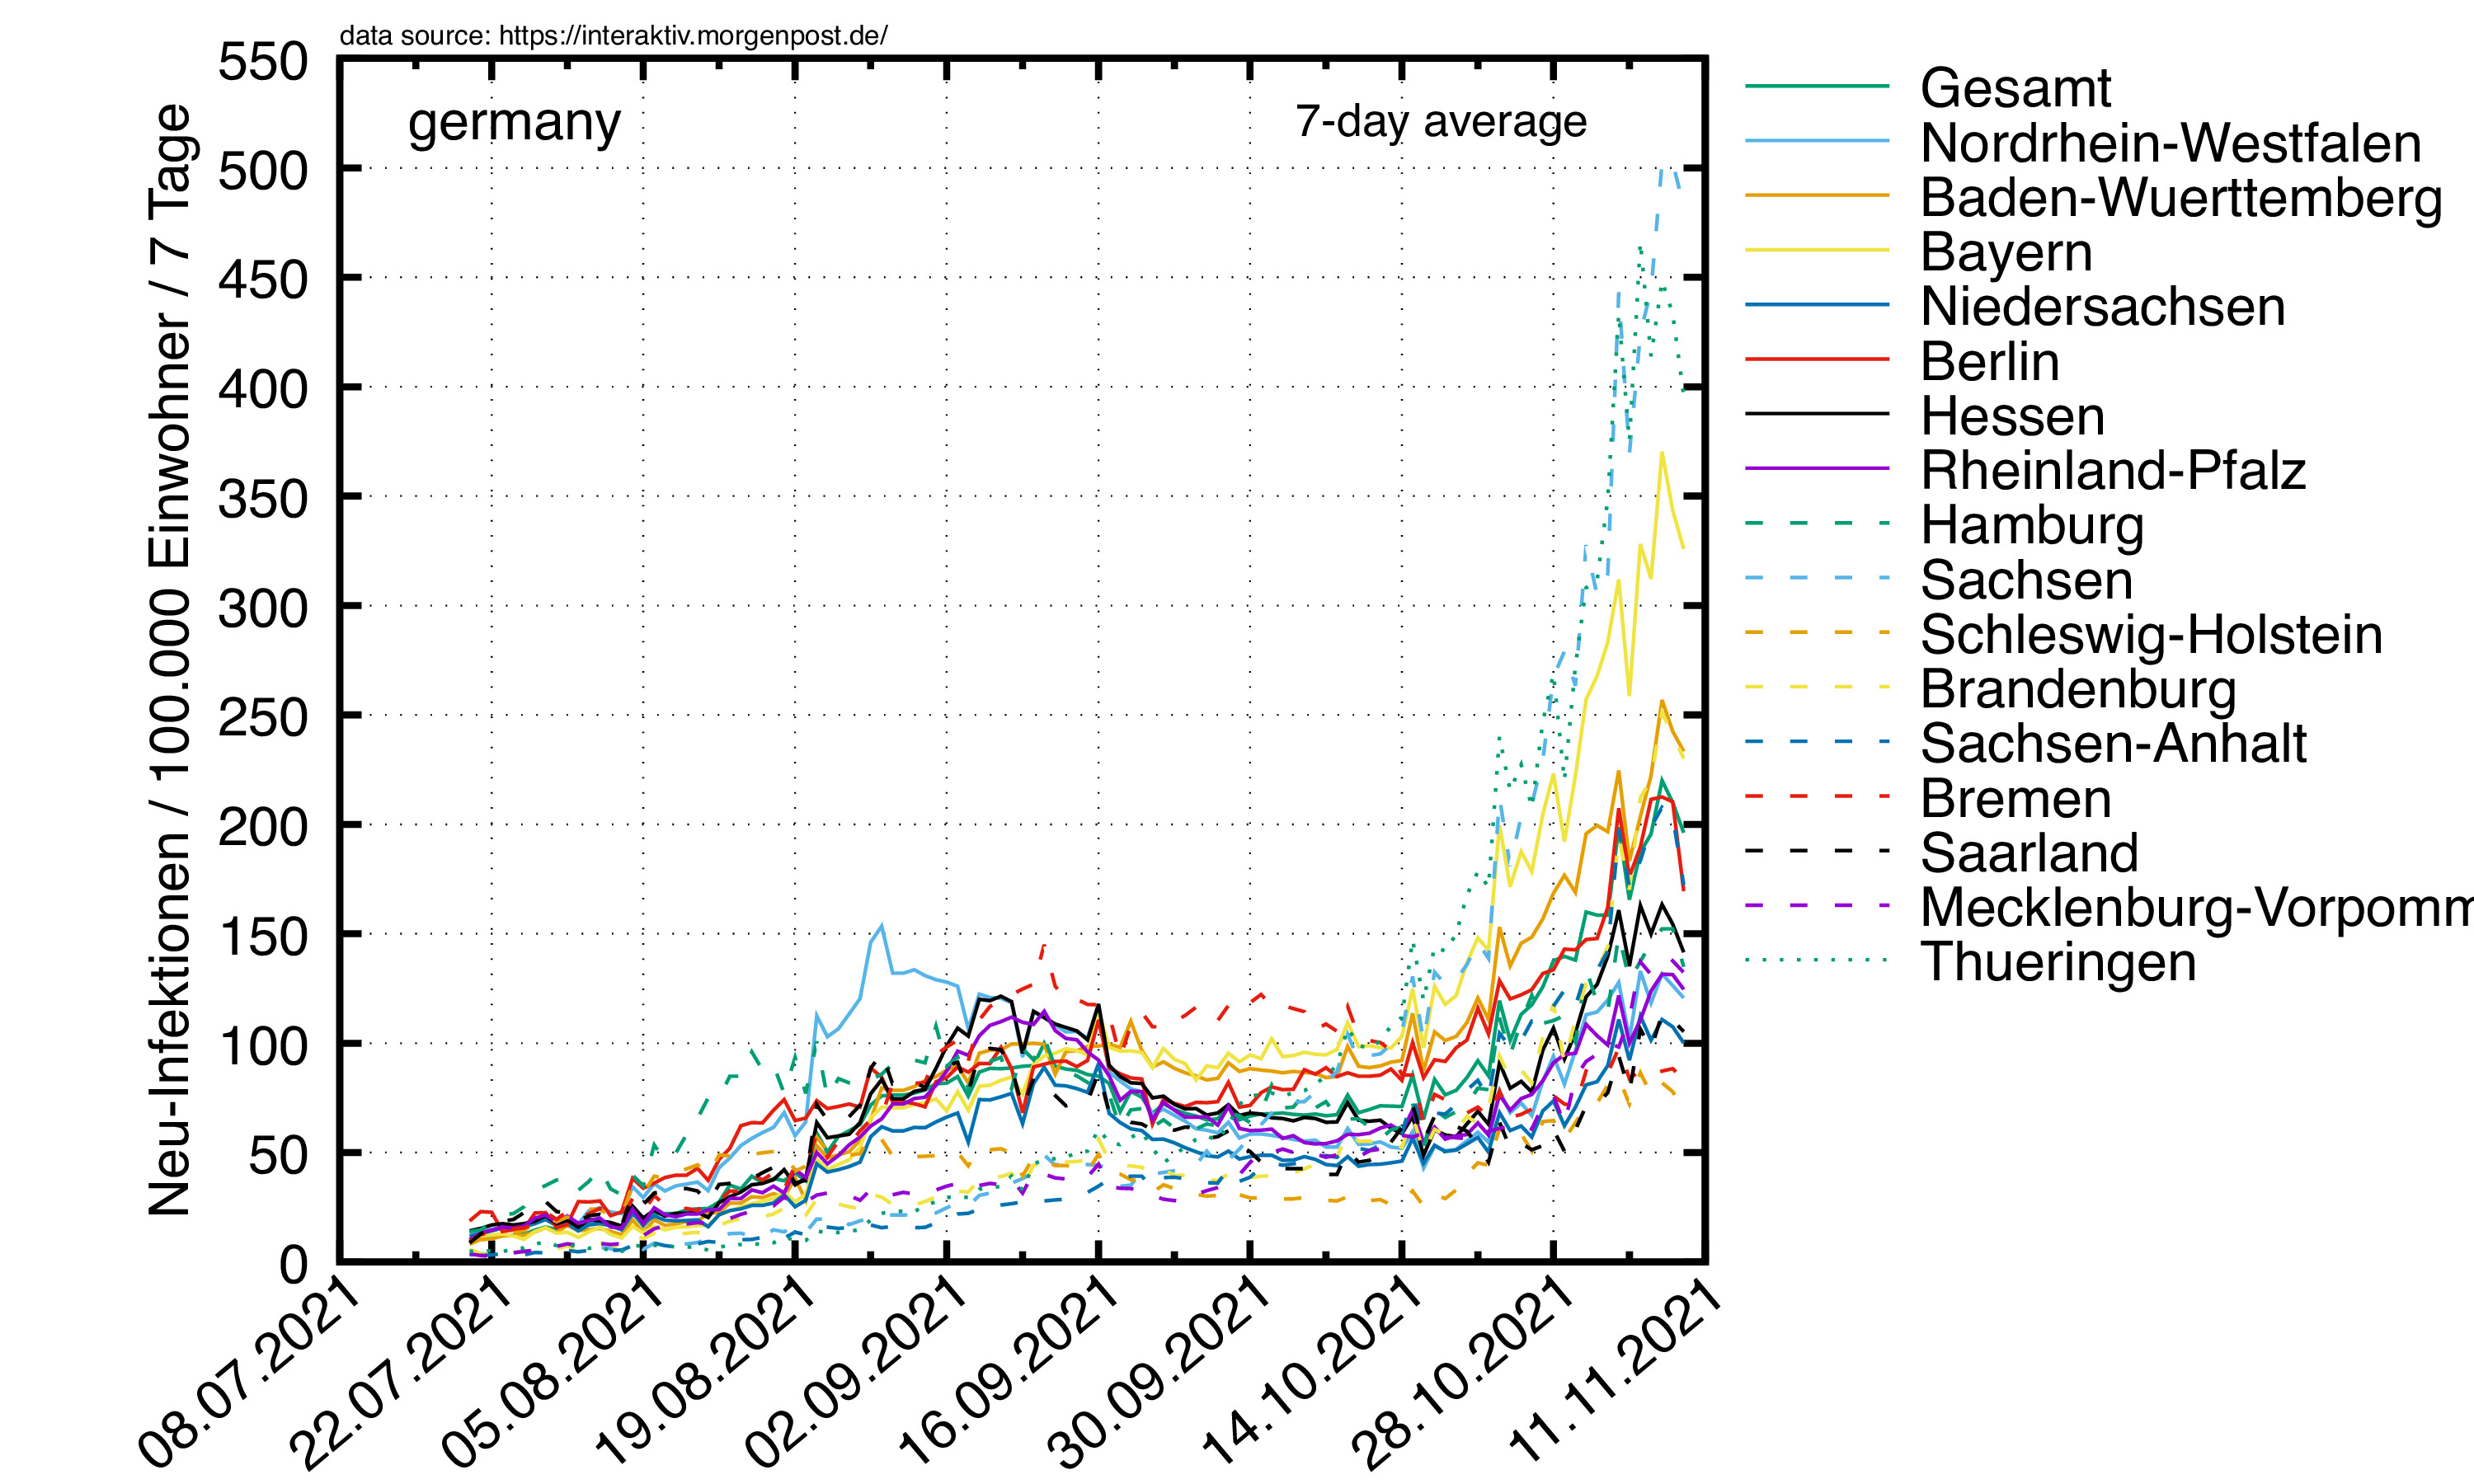 data source: https://interaktiv.morgenpost.de/
germany
7-day average
Neu-Infektionen / 100.000 Einwohner / 7 Tage
550
500
450
400
350
300
250
200
150
100
50
0
08.07.2021
22.07.2021
05.08.2021
19.08.2021
02.09.2021
16.09.2021
30.09.2021
14.10.2021
28.10.2021
11.11.2021
Gesamt
Nordrhein-Westfalen
Baden-Wuerttemberg
Bayern
Niedersachsen
Berlin
Hessen
Rheinland-Pfalz
Hamburg
Sachsen
Schleswig-Holstein
Brandenburg
Sachsen-Anhalt
Bremen
Saarland
Mecklenburg-Vorpomm
Thueringen